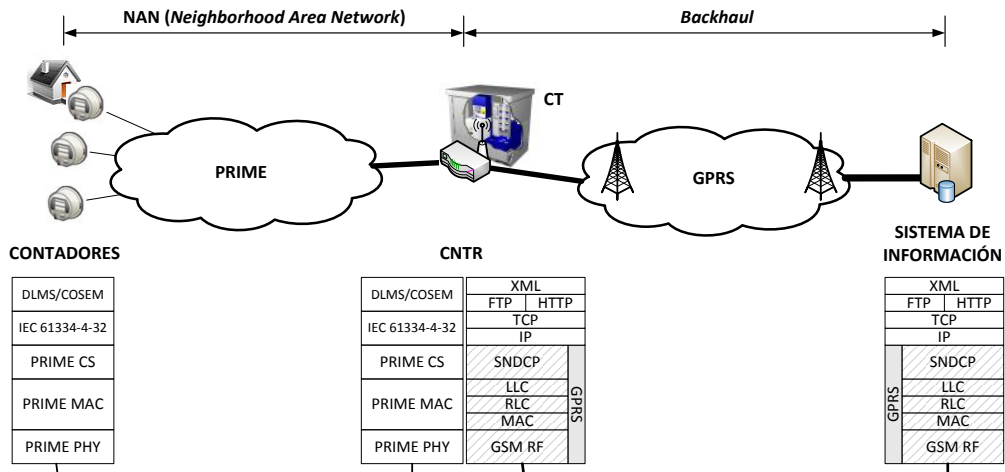 NAN (Neighborhood Area Network)
Backhaul
CT
PRIME
GPRS
CONTADORES
CNTR
SISTEMA DE
INFORMACIÓN
DLMS/COSEM
IEC 61334-4-32
PRIME CS
PRIME MAC
PRIME PHY
DLMS/COSEM
IEC 61334-4-32
PRIME CS
PRIME MAC
PRIME PHY
XML
FTP HTTP
TCP
IP
SNDCP
LLC
RLC
MAC
GSM RF
GPRS
GPRS
XML
FTP HTTP
TCP
IP
SNDCP
LLC
RLC
MAC
GSM RF